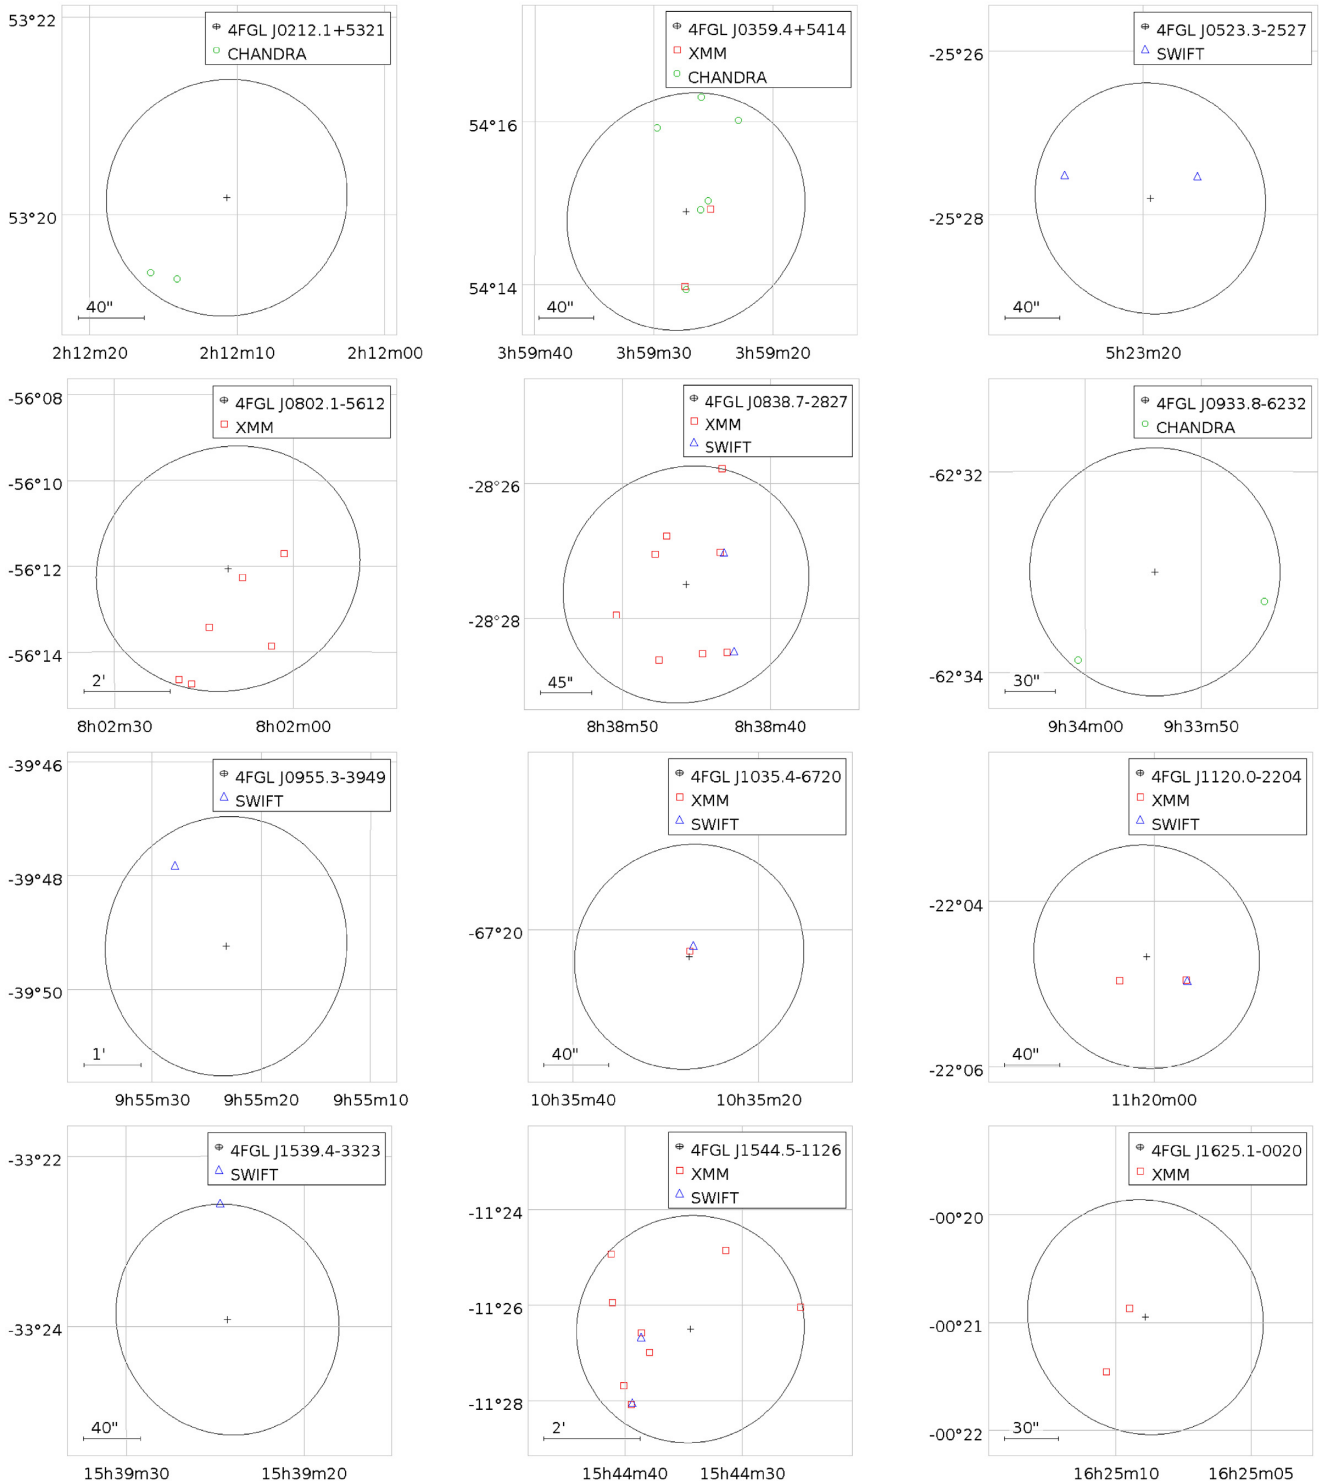 53°22
4FGL J0212.1+5321
CHANDRA
53°20
40"
2h12m20
2h12m10
2h12m00
4FGL J0359.4+5414
XMM
CHANDRA
54°16
54°14
40"
3h59m40
3h59m30
3h59m20
4FGL J0523.3-2527
SWIFT
-25°26
-25°28
40"
5h23m20
-56°08
4FGL J0802.1-5612
XMM
-56°10
-56°12
-56°14
2'
8h02m30
8h02m00
4FGL J0838.7-2827
XMM
SWIFT
-28°26
-28°28
45"
8h38m50
8h38m40
4FGL J0933.8-6232
CHANDRA
-62°32
-62°34
30"
9h34m00
9h33m50
-39°46
4FGL J0955.3-3949
SWIFT
-39°48
-39°50
1'
9h55m30
9h55m20
9h55m10
4FGL J1035.4-6720
XMM
SWIFT
-67°20
40"
10h35m40
10h35m20
4FGL J1120.0-2204
XMM
SWIFT
-22°04
-22°06
40"
11h20m00
-33°22
4FGL J1539.4-3323
SWIFT
-33°24
40"
15h39m30
15h39m20
4FGL J1544.5-1126
XMM
SWIFT
-11°24
-11°26
-11°28
2'
15h44m40
15h44m30
4FGL J1625.1-0020
XMM
-00°20
-00°21
-00°22
30"
16h25m10
16h25m05